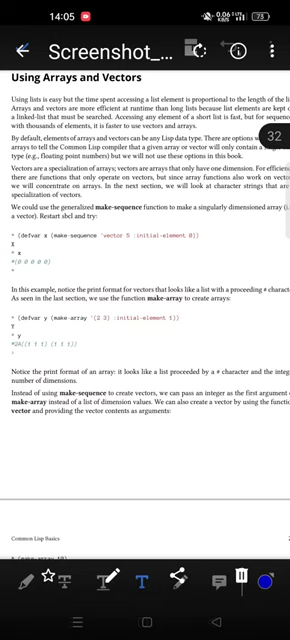 14:05
0.06 KB/S
73
Screenshot_...
Using Arrays and Vectors
32
Using lists is easy but the time spent accessing a list element is proportional to the length of the li
Arrays and vectors are more efficient at runtime than long lists because list elements are kept o
a linked-list that must be searched. Accessing any element of a short list is fast, but for sequence
with thousands of elements, it is faster to use vectors and arrays.
By default, elements of arrays and vectors can be any Lisp data type. There are options w
arrays to tell the Common Lisp compiler that a given array or vector will only contain a
type (e.g., floating point numbers) but we will not use these options in this book.
Vectors are a specialization of arrays; vectors are arrays that only have one dimension. For efficien
there are functions that only operate on vectors, but since array functions also work on vector
we will concentrate on arrays. In the next section, we will look at character strings that are
specialization of vectors.
We could use the generalized make-sequence function to make a singularly dimensioned array (i.
a vector). Restart sbcl and try:
* (defvar x (make-sequence 'vector 5 :initial-element 0))
X
* x
#(0 0 0 0 0)
*
In this example, notice the print format for vectors that looks like a list with a proceeding # charact
As seen in the last section, we use the function make-array to create arrays:
* (defvar y (make-array '(2 3) :initial-element 1))
Y
* y
#2A((1 1 1) (1 1 1))
>
Notice the print format of an array: it looks like a list proceeded by a # character and the integ
number of dimensions.
Instead of using make-sequence to create vectors, we can pass an integer as the first argument
make-array instead of a list of dimension values. We can also create a vector by using the functio
vector and providing the vector contents as arguments:
Common Lisp Basics
* (make-array 10)